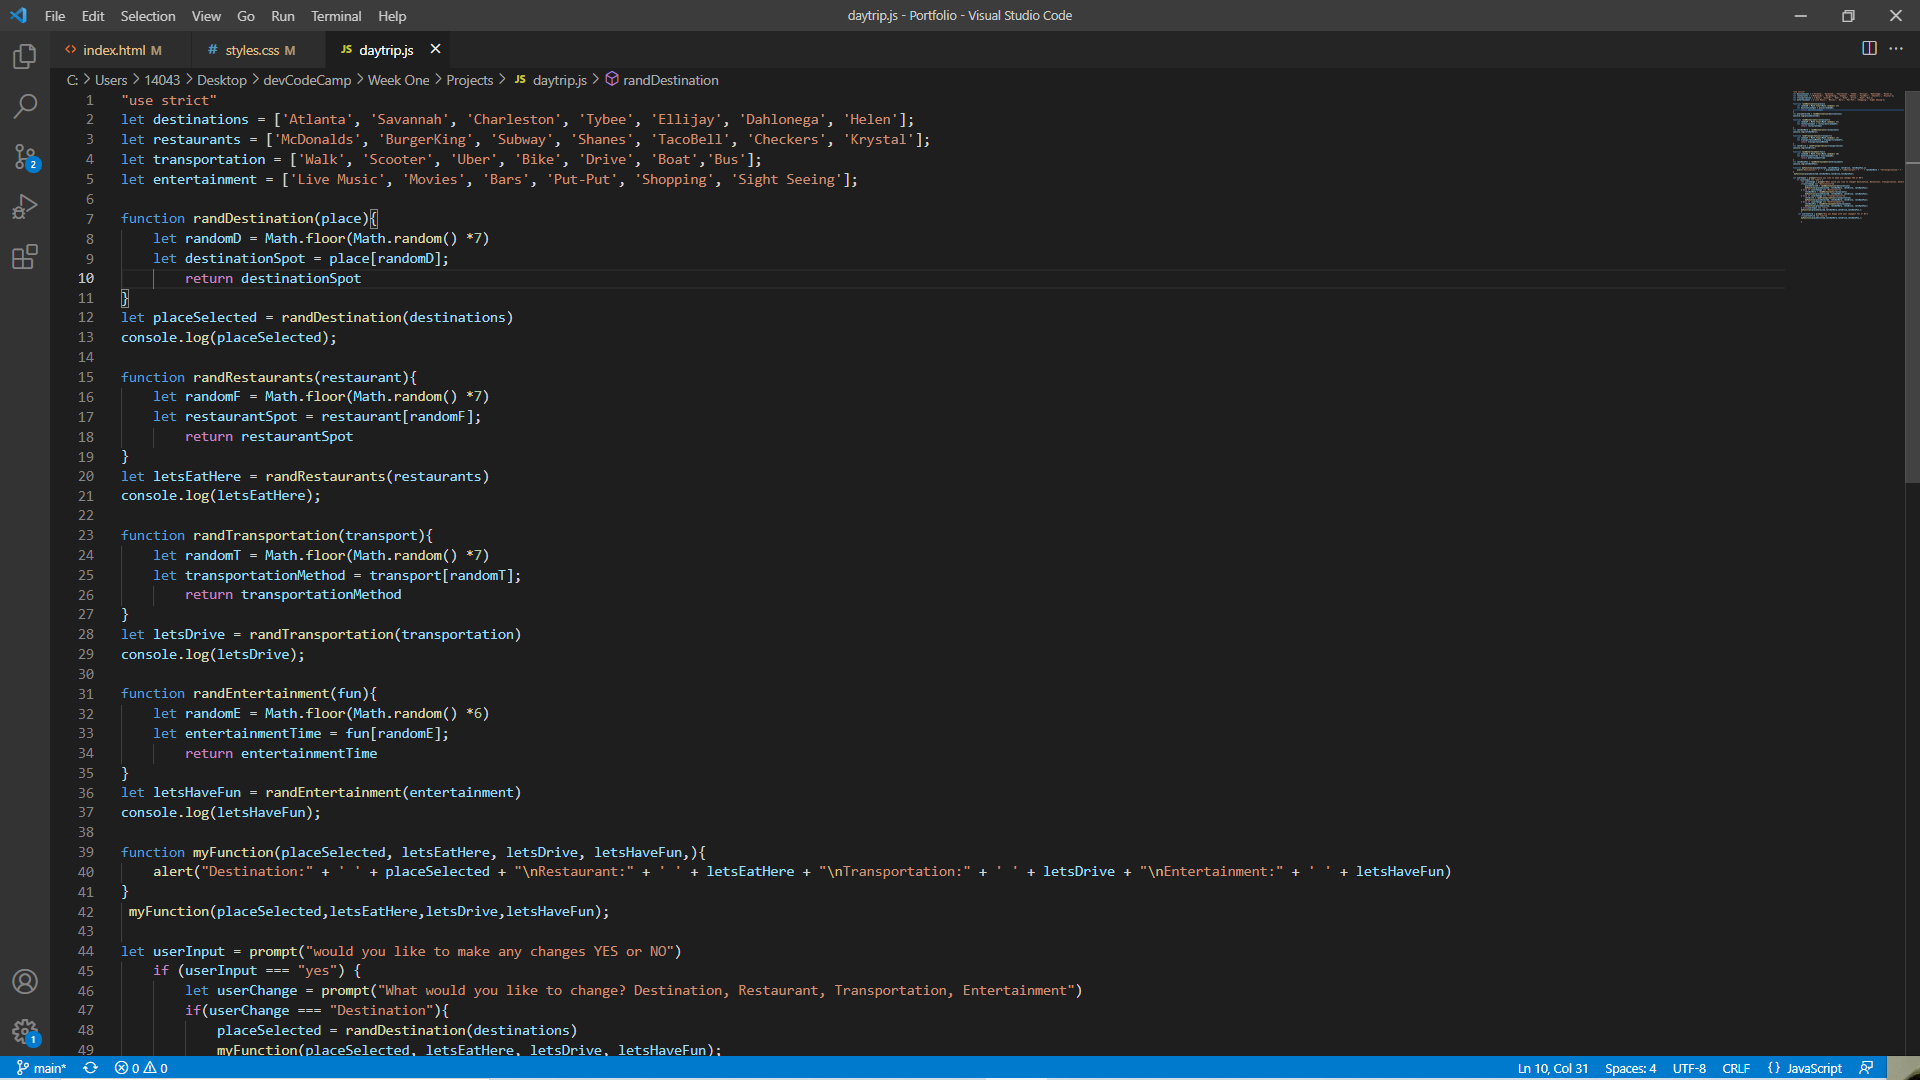 File Edit Selection View Go Run Terminal Help daytrip.js - Portfolio - Visual Studio Code
index.html M # styles.css M JS daytrip.js
C: > Users > 14043 > Desktop > devCodeCamp > Week One > Projects > JS daytrip.js > randDestination
1 "use strict"
2 let destinations = ['Atlanta', 'Savannah', 'Charleston', 'Tybee', 'Ellijay', 'Dahlonega', 'Helen'];
3 let restaurants = ['McDonalds', 'BurgerKing', 'Subway', 'Shanes', 'TacoBell', 'Checkers', 'Krystal'];
4 let transportation = ['Walk', 'Scooter', 'Uber', 'Bike', 'Drive', 'Boat','Bus'];
5 let entertainment = ['Live Music', 'Movies', 'Bars', 'Put-Put', 'Shopping', 'Sight Seeing'];
6
7 function randDestination(place){
8 let randomD = Math.floor(Math.random() *7)
9 let destinationSpot = place[randomD];
10 return destinationSpot
11 }
12 let placeSelected = randDestination(destinations)
13 console.log(placeSelected);
14
15 function randRestaurants(restaurant){
16 let randomF = Math.floor(Math.random() *7)
17 let restaurantSpot = restaurant[randomF];
18 return restaurantSpot
19 }
20 let letsEatHere = randRestaurants(restaurants)
21 console.log(letsEatHere);
22
23 function randTransportation(transport){
24 let randomT = Math.floor(Math.random() *7)
25 let transportationMethod = transport[randomT];
26 return transportationMethod
27 }
28 let letsDrive = randTransportation(transportation)
29 console.log(letsDrive);
30
31 function randEntertainment(fun){
32 let randomE = Math.floor(Math.random() *6)
33 let entertainmentTime = fun[randomE];
34 return entertainmentTime
35 }
36 let letsHaveFun = randEntertainment(entertainment)
37 console.log(letsHaveFun);
38
39 function myFunction(placeSelected, letsEatHere, letsDrive, letsHaveFun,){
40 alert("Destination:" + ' ' + placeSelected + "\nRestaurant:" + ' ' + letsEatHere + "\nTransportation:" + ' ' + letsDrive + "\nEntertainment:" + ' ' + letsHaveFun)
41 }
42 myFunction(placeSelected,letsEatHere,letsDrive,letsHaveFun);
43
44 let userInput = prompt("would you like to make any changes YES or NO")
45 if (userInput === "yes") {
46 let userChange = prompt("What would you like to change? Destination, Restaurant, Transportation, Entertainment")
47 if(userChange === "Destination"){
48 placeSelected = randDestination(destinations)
49 myFunction(placeSelected, letsEatHere, letsDrive, letsHaveFun);
2
1
main* 0 0 Ln 10, Col 31 Spaces: 4 UTF-8 CRLF {} JavaScript